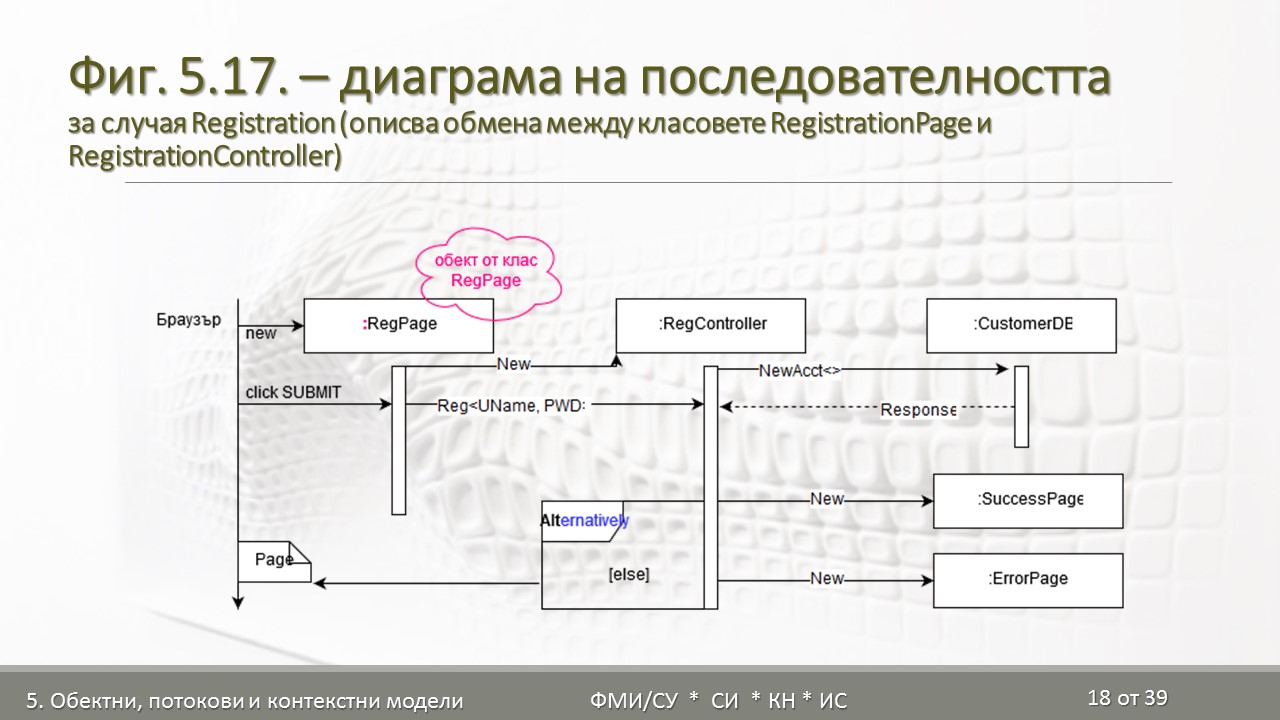 Фиг. 5.17. – диаграма на последователността
за случая Registration (описва обмена между класовете RegistrationPage и
RegistrationController)
обект от клас
RegPage
Браузър
new
:RegPage
:RegController
:CustomerDB
New
NewAcct<>
click SUBMIT
Reg<UName, PWD>
Response
New
:SuccessPage
Alternatively
Page
[else]
New
:ErrorPage
5. Обектни, потокови и контекстни модели
ФМИ/СУ * СИ * КН * ИС
18 от 39